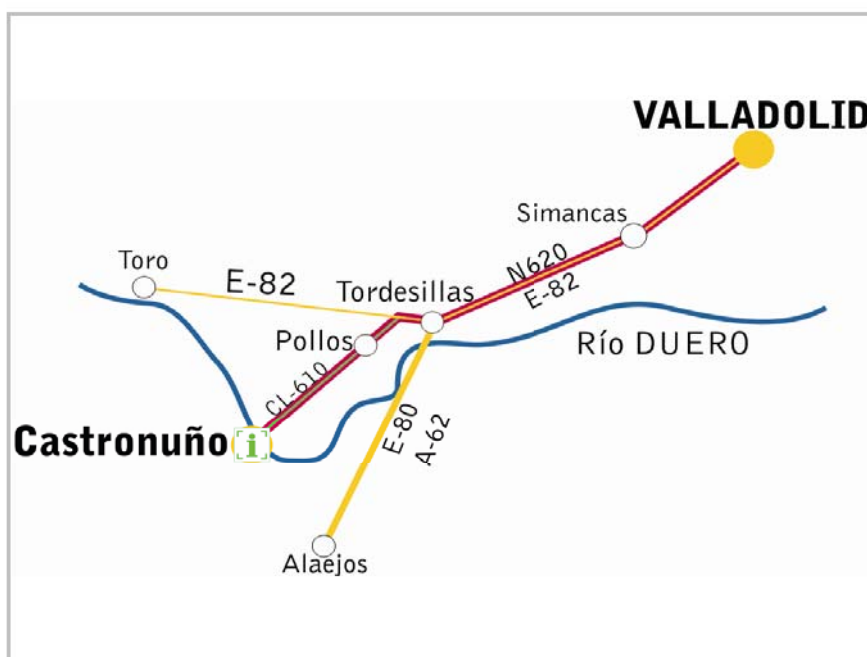 VALLADOLID
Simancas
N620
E-82
Toro
E-82
Tordesillas
Río DUERO
Pollos
CL-610
Castronuño
i
E-80
A-62
Alaejos